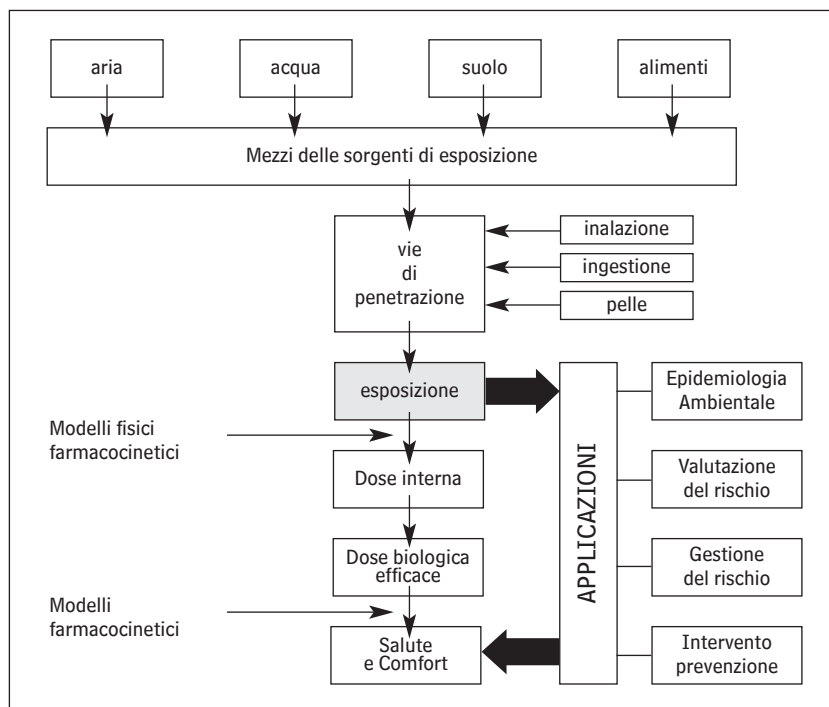 aria
acqua
suolo
alimenti
Mezzi delle sorgenti di esposizione
vie
di
penetrazione
inalazione
ingestione
pelle
esposizione
Modelli fisici
farmacocinetici
Dose interna
Dose biologica
efficace
Modelli
farmacocinetici
Salute
e Comfort
APPLICAZIONI
Epidemiologia
Ambientale
Valutazione
del rischio
Gestione
del rischio
Intervento
prevenzione